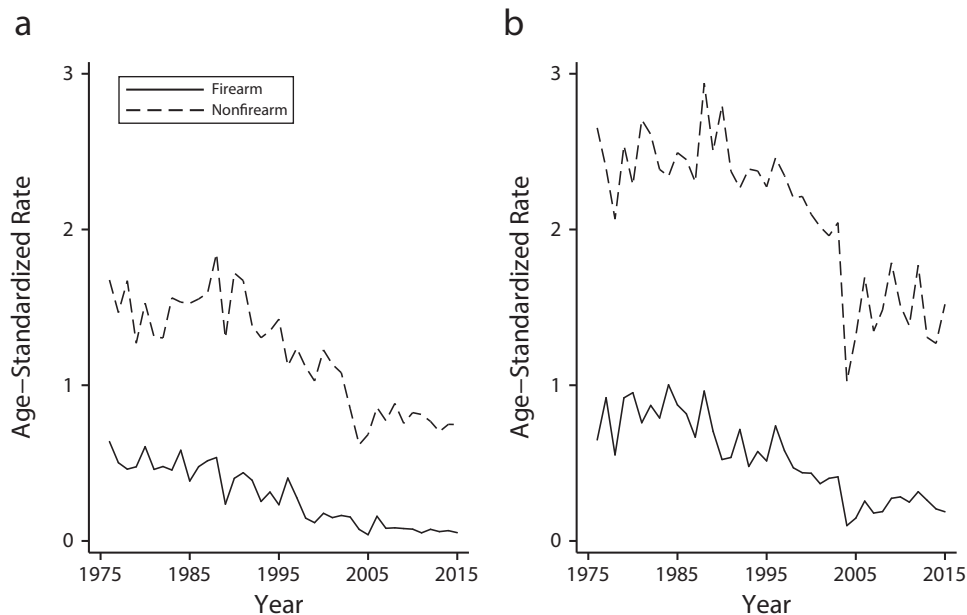 a
3
2
1
0
Age−Standardized Rate
Firearm
Nonfirearm
1975
1985
1995
2005
2015
Year
b
3
2
1
0
Age−Standardized Rate
1975
1985
1995
2005
2015
Year